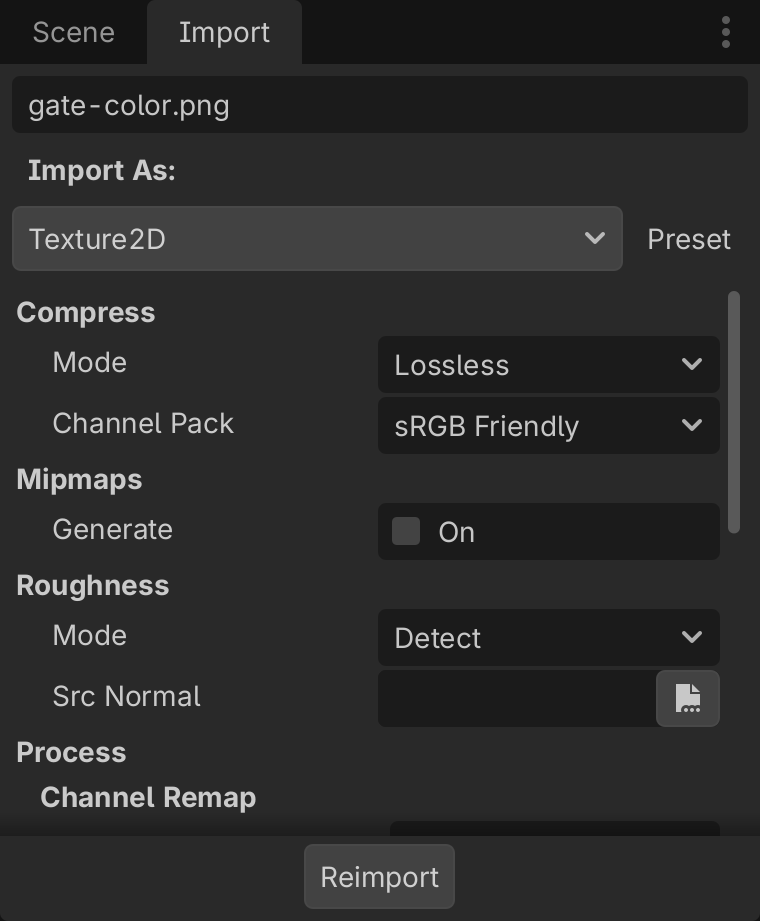 Scene Import
gate-color.png
Import As:
Texture2D Preset
Compress
Mode Lossless
Channel Pack sRGB Friendly
Mipmaps
Generate On
Roughness
Mode Detect
Src Normal
Process
Channel Remap
Reimport